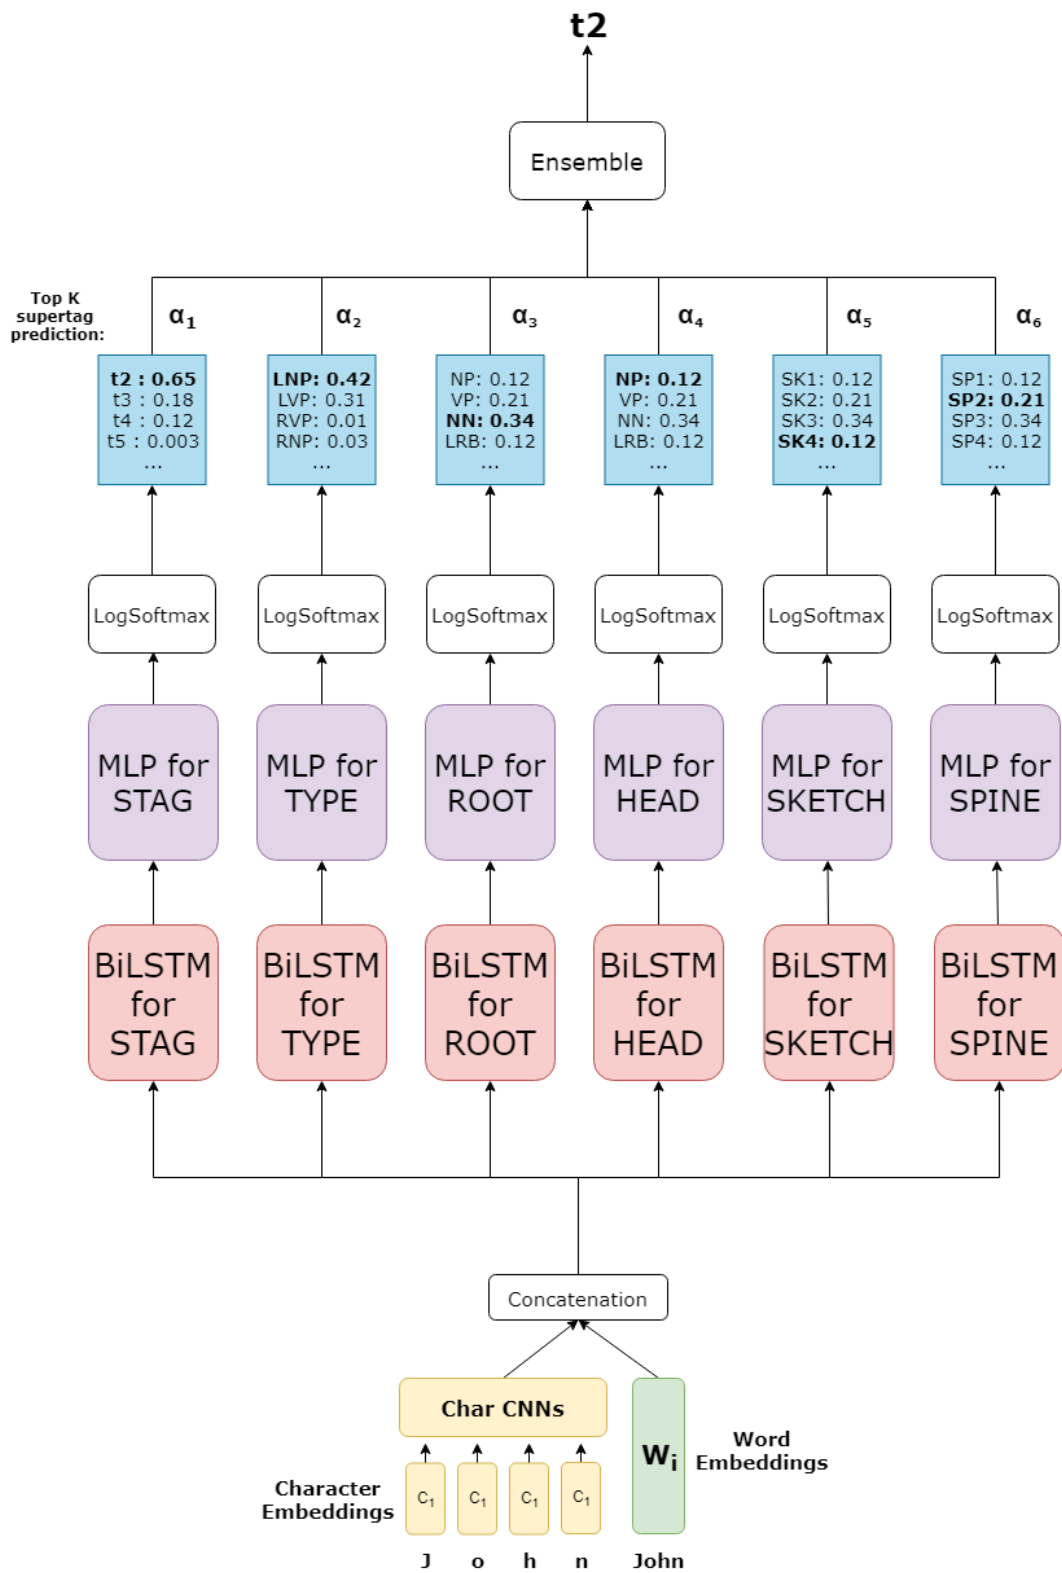 t2
Ensemble
Top K
supertag
prediction:
α1
α2
α3
α4
α5
α6
t2 : 0.65
t3 : 0.18
t4 : 0.12
t5 : 0.003
...
LNP: 0.42
LVP: 0.31
RVP: 0.01
RNP: 0.03
...
NP: 0.12
VP: 0.21
NN: 0.34
LRB: 0.12
...
NP: 0.12
VP: 0.21
NN: 0.34
LRB: 0.12
...
SK1: 0.12
SK2: 0.21
SK3: 0.34
SK4: 0.12
...
SP1: 0.12
SP2: 0.21
SP3: 0.34
SP4: 0.12
...
LogSoftmax
LogSoftmax
LogSoftmax
LogSoftmax
LogSoftmax
LogSoftmax
MLP for
STAG
MLP for
TYPE
MLP for
ROOT
MLP for
HEAD
MLP for
SKETCH
MLP for
SPINE
BiLSTM
for
STAG
BiLSTM
for
TYPE
BiLSTM
for
ROOT
BiLSTM
for
HEAD
BiLSTM
for
SKETCH
BiLSTM
for
SPINE
Concatenation
Char CNNs
Wi
Word
Embeddings
Character
Embeddings
C1
C1
C1
C1
J
o
h
n
John